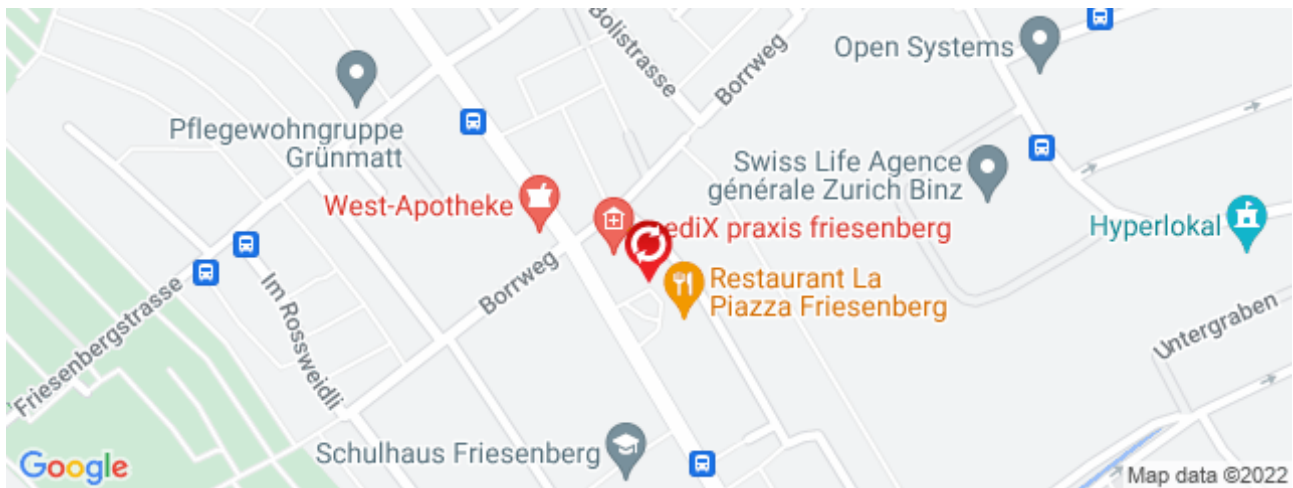 Bolistrasse
Borrweg
Open Systems
Pflegewohngruppe
Grünmatt
Swiss Life Agence
générale Zurich Binz
West-Apotheke
ediX praxis friesenberg
Hyperlokal
Borrweg
Restaurant La
Piazza Friesenberg
Im Rossweidli
Friesenbergstrasse
Untergraben
Schulhaus Friesenberg
Google
Map data ©2022